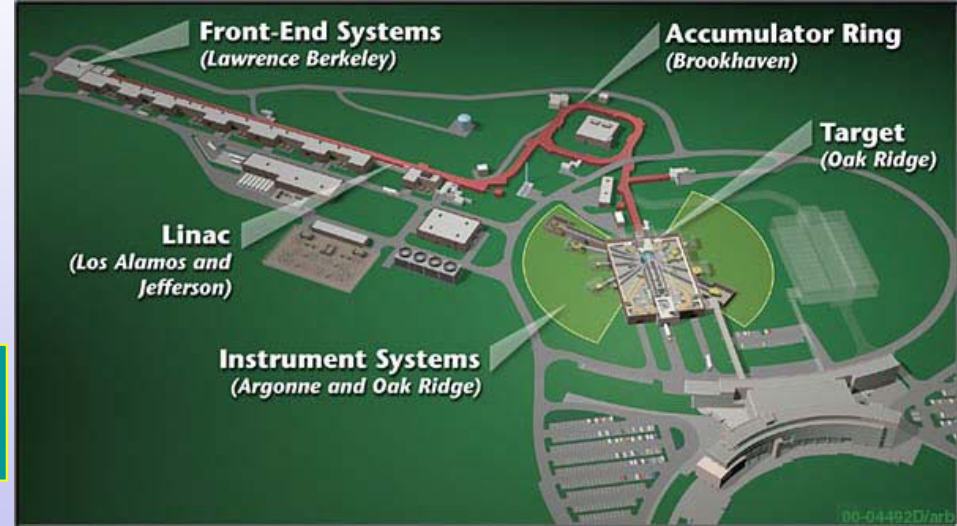 Front-End Systems
(Lawrence Berkeley)
Accumulator Ring
(Brookhaven)
Target
(Oak Ridge)
Linac
(Los Alamos and
Jefferson)
Instrument Systems
(Argonne and Oak Ridge)
00-04492D/arb